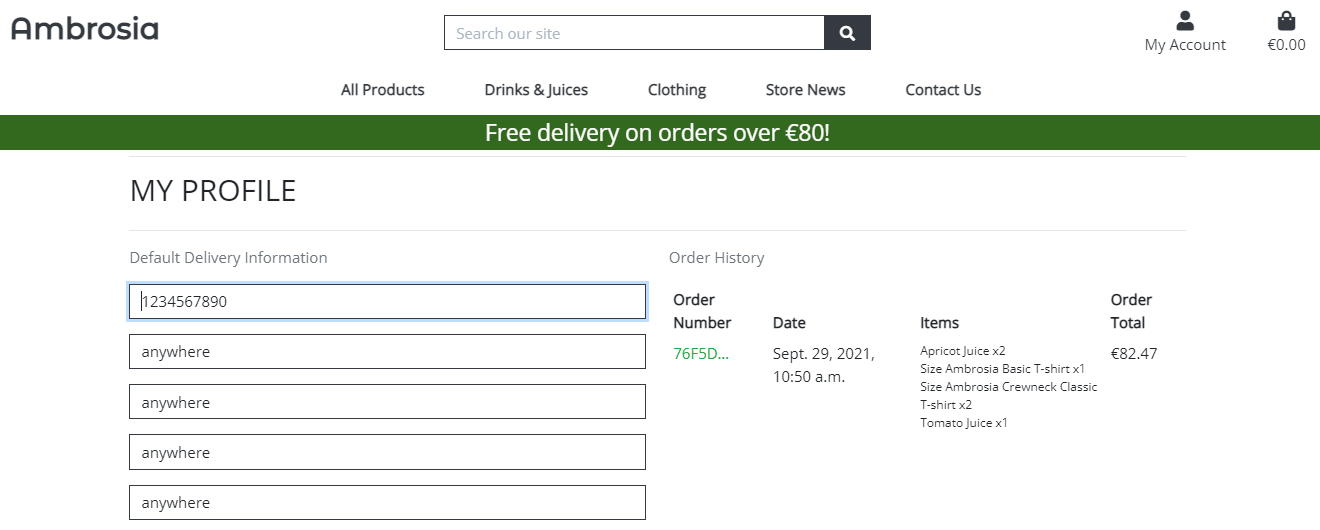 Ambrosia
Search our site
My Account
€0.00
All Products
Drinks & Juices
Clothing
Store News
Contact Us
Free delivery on orders over €80!
MY PROFILE
Default Delivery Information
1234567890
anywhere
anywhere
anywhere
anywhere
Order History
Order
Number
Date
Items
Order
Total
76F5D...
Sept. 29, 2021,
10:50 a.m.
Apricot Juice x2
Size Ambrosia Basic T-shirt x1
Size Ambrosia Crewneck Classic
T-shirt x2
Tomato Juice x1
€82.47